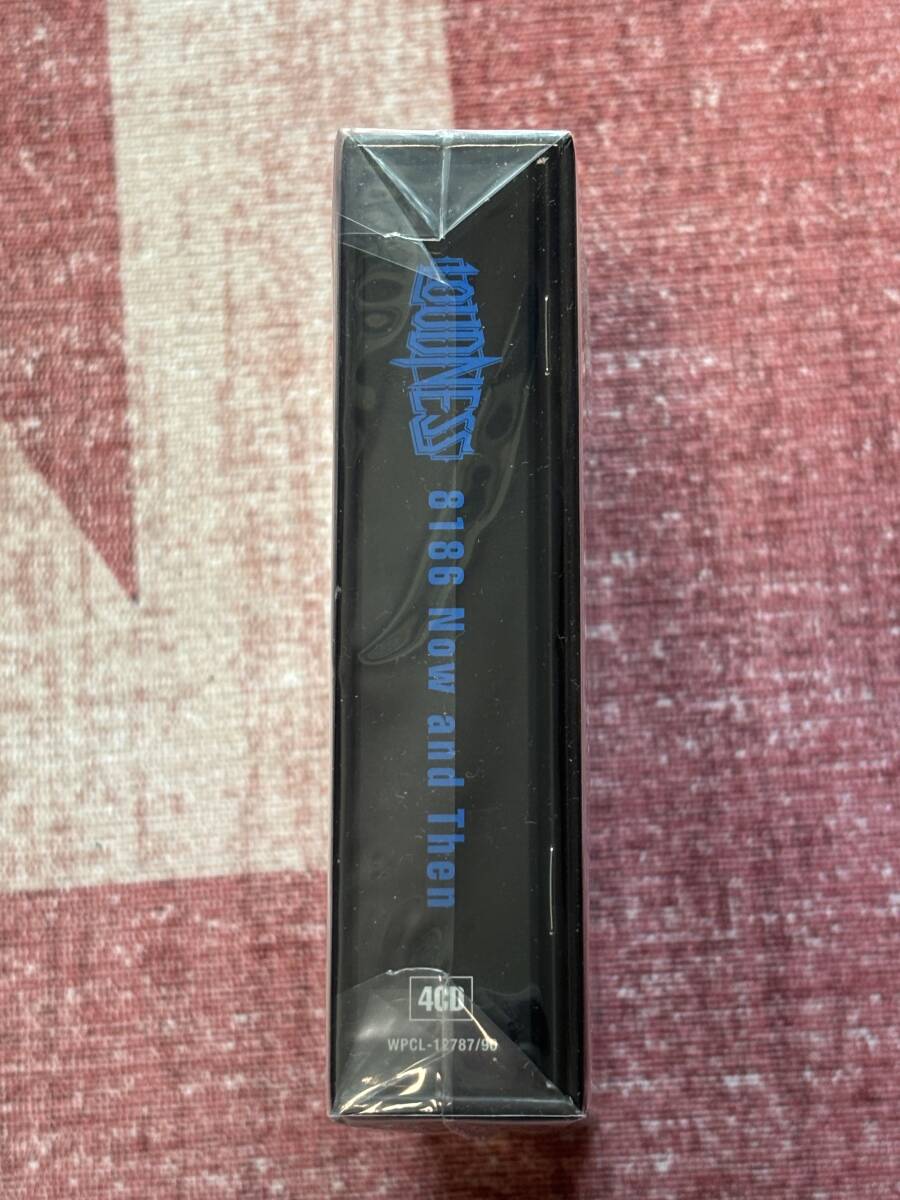 LOUDNESS 8186 Now and Then
4CD
WPCL-12787/90